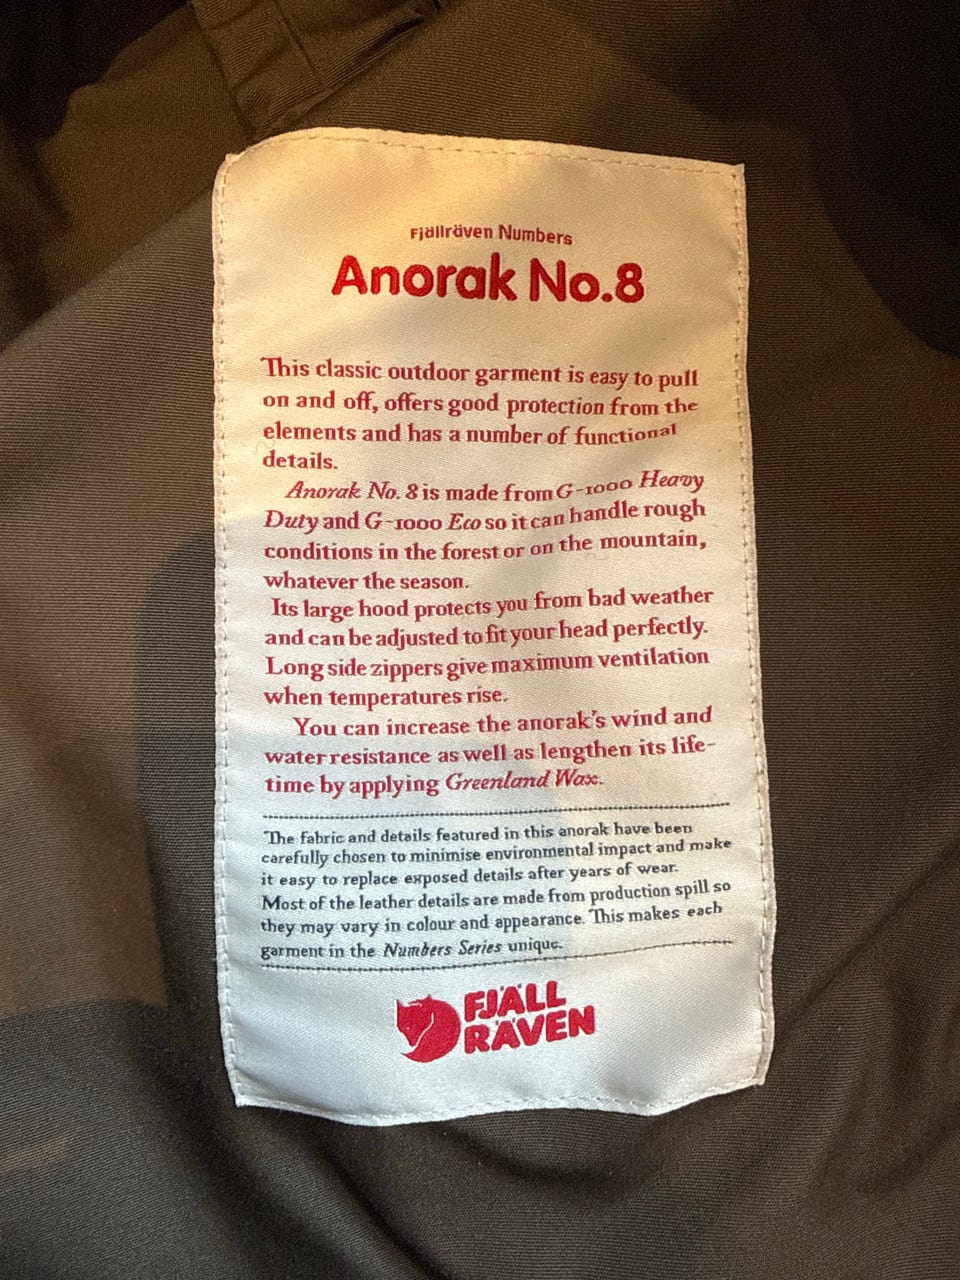 Fjällräven Numbers
Anorak No.8
This classic outdoor garment is easy to pull
on and off, offers good protection from the
elements and has a number of functional
details.
Anorak No. 8 is made from G-1000 Heavy
Duty and G-1000 Eco so it can handle rough
conditions in the forest or on the mountain,
whatever the season.
Its large hood protects you from bad weather
and can be adjusted to fit your head perfectly.
Long side zippers give maximum ventilation
when temperatures rise.
You can increase the anorak's wind and
water resistance as well as lengthen its life-
time by applying Greenland Wax.
The fabric and details featured in this anorak have been
carefully chosen to minimise environmental impact and make
it easy to replace exposed details after years of wear.
Most of the leather details are made from production spill so
they may vary in colour and appearance. This makes each
garment in the Numbers Series unique.
FJÄLL
RÄVEN